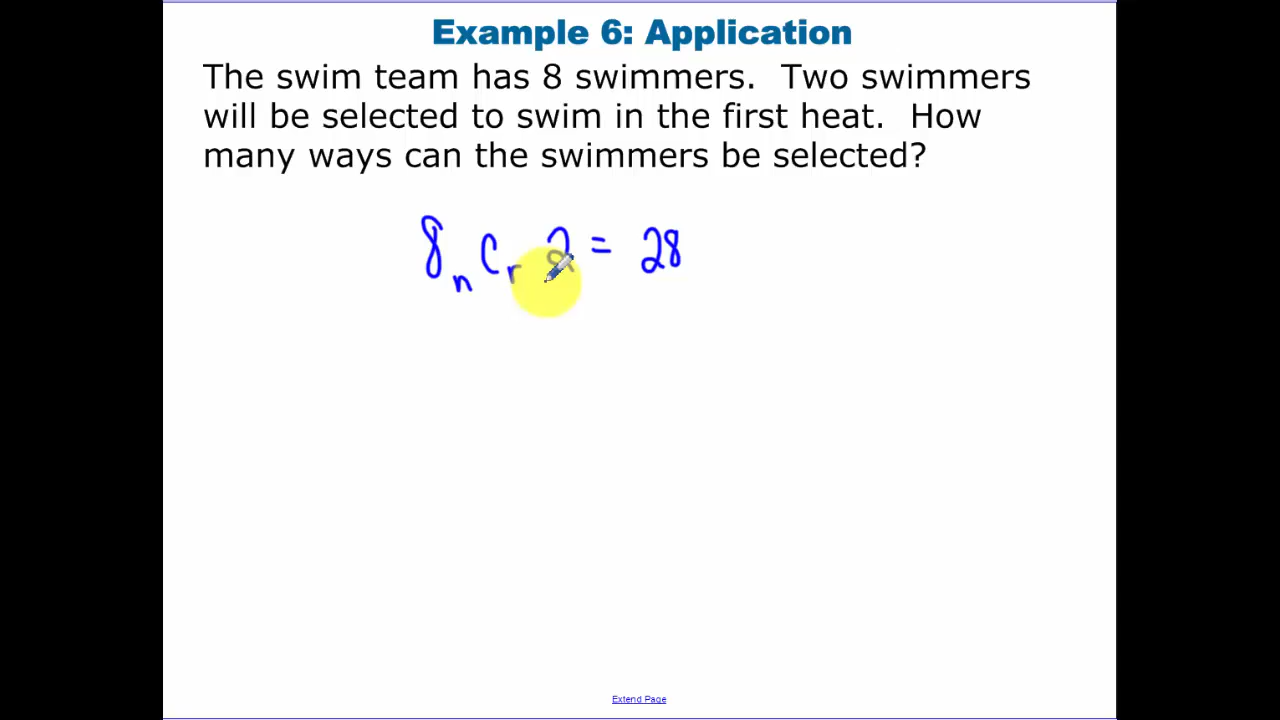 Example 6: Application
The swim team has 8 swimmers. Two swimmers
will be selected to swim in the first heat. How
many ways can the swimmers be selected?
8 n C r 2 = 28
Extend Page